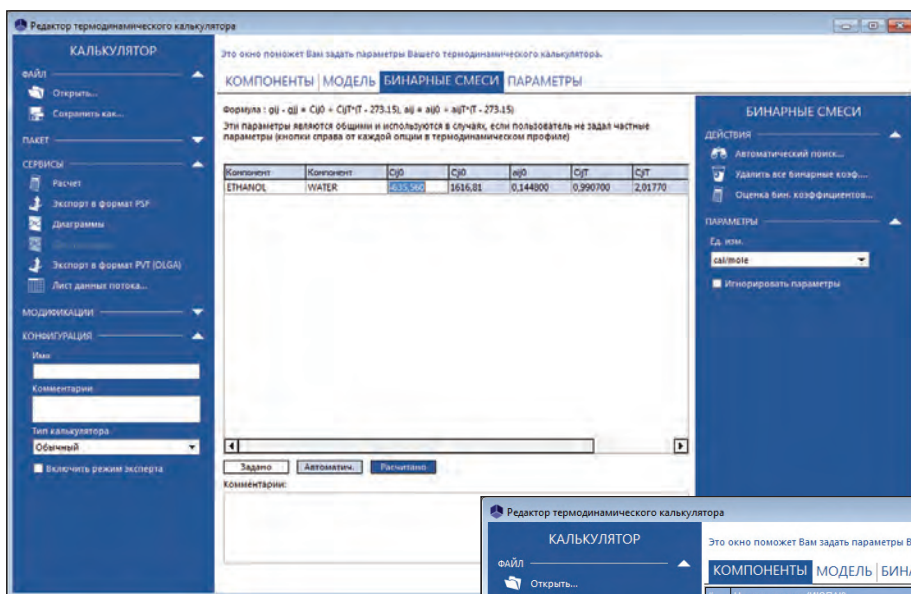 Редактор термодинамического калькулятора
КАЛЬКУЛЯТОР
ФАЙЛ
Открыть...
Сохранить как...
ПАКЕТ
СЕРВИСЫ
Расчет
Экспорт в формат PSF
Диаграммы
Экспорт в формат PVT (OLGA)
Лист данных потока...
МОДИФИКАЦИИ
КОНФИГУРАЦИЯ
Имя
Комментарии
Тип калькулятора
Обычный
Включить режим эксперта
Это окно поможет Вам задать параметры Вашего термодинамического калькулятора.
КОМПОНЕНТЫ МОДЕЛЬ БИНАРНЫЕ СМЕСИ ПАРАМЕТРЫ
Формула : gij - gjj = Cij0 + CijT*(T - 273.15), aij = aij0 + aijT*(T - 273.15)
Эти параметры являются общими и используются в случаях, если пользователь не задал частные
параметры (кнопки справа от каждой опции в термодинамическом профиле)
Компонент Компонент Cij0 Cji0 aij0 CijT CjiT
ETHANOL WATER -635,560 1616,81 0,144800 0,990700 2,01770
Задано Автоматич. Расчитано
Комментарии:
БИНАРНЫЕ СМЕСИ
ДЕЙСТВИЯ
Автоматический поиск...
Удалить все бинарные коэф....
Оценка бин. коэффициентов...
ПАРАМЕТРЫ
Ед. изм.
cal/mole
Игнорировать параметры
Редактор термодинамического калькулятора
КАЛЬКУЛЯТОР
ФАЙЛ
Открыть...
Это окно поможет Вам задать параметры В
КОМПОНЕНТЫ МОДЕЛЬ БИНА